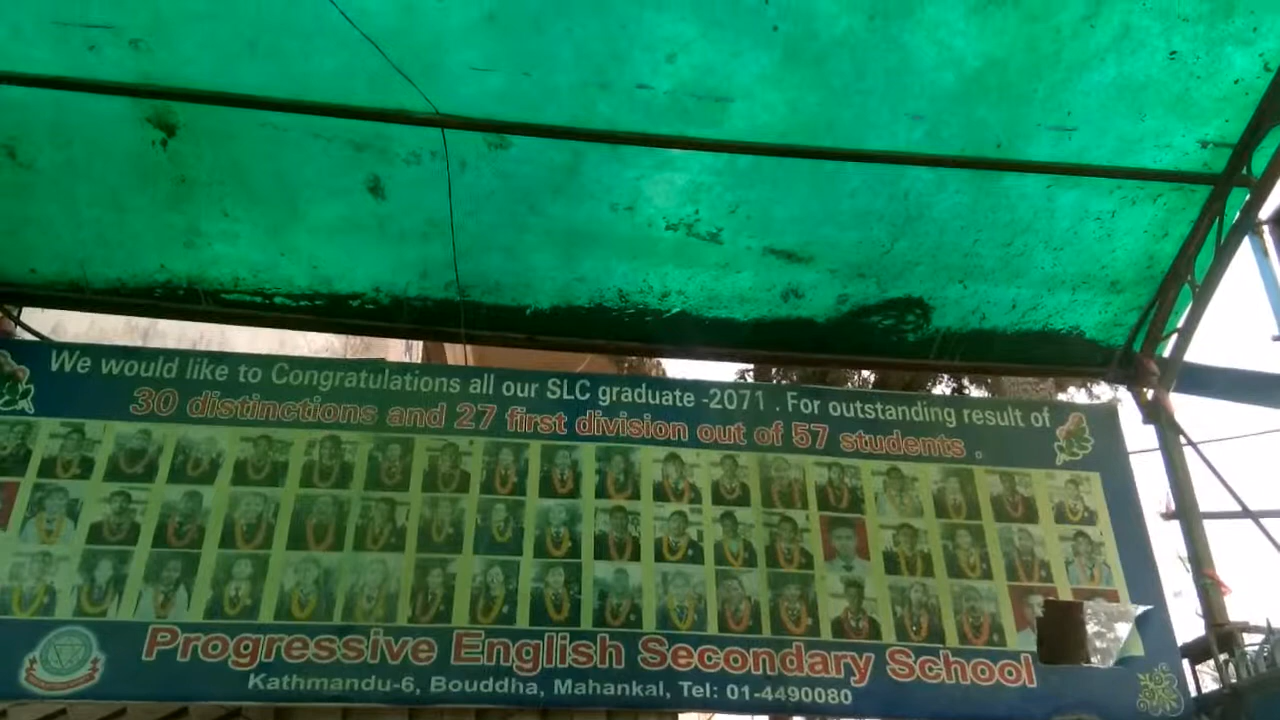 We would like to Congratulations all our SLC graduate -2071 . For outstanding result of
30 distinctions and 27 first division out of 57 students .
Progressive English Secondary School
Kathmandu-6, Bouddha, Mahankal, Tel: 01-4490080